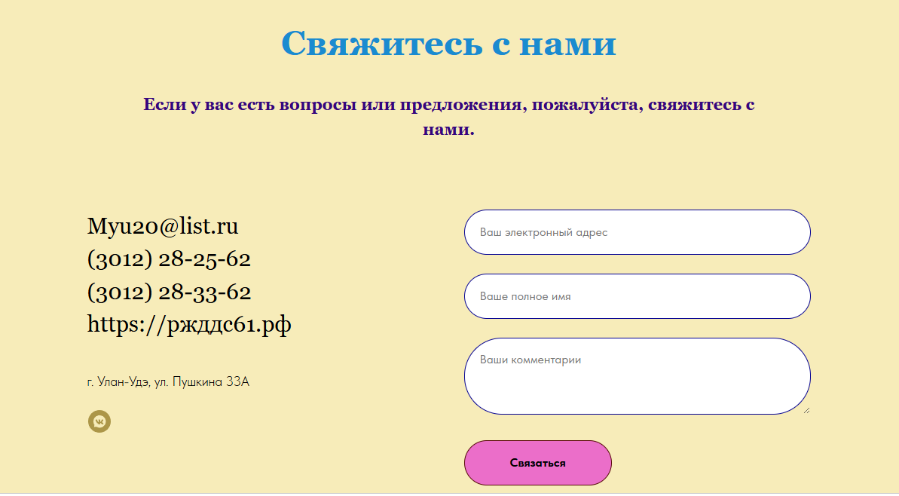 Свяжитесь с нами
Если у вас есть вопросы или предложения, пожалуйста, свяжитесь с
нами.
Myu20@list.ru
(3012) 28-25-62
(3012) 28-33-62
https://рждс61.рф
г. Улан-Удэ, ул. Пушкина 33А
Ваш электронный адрес
Ваше полное имя
Ваши комментарии
Связаться